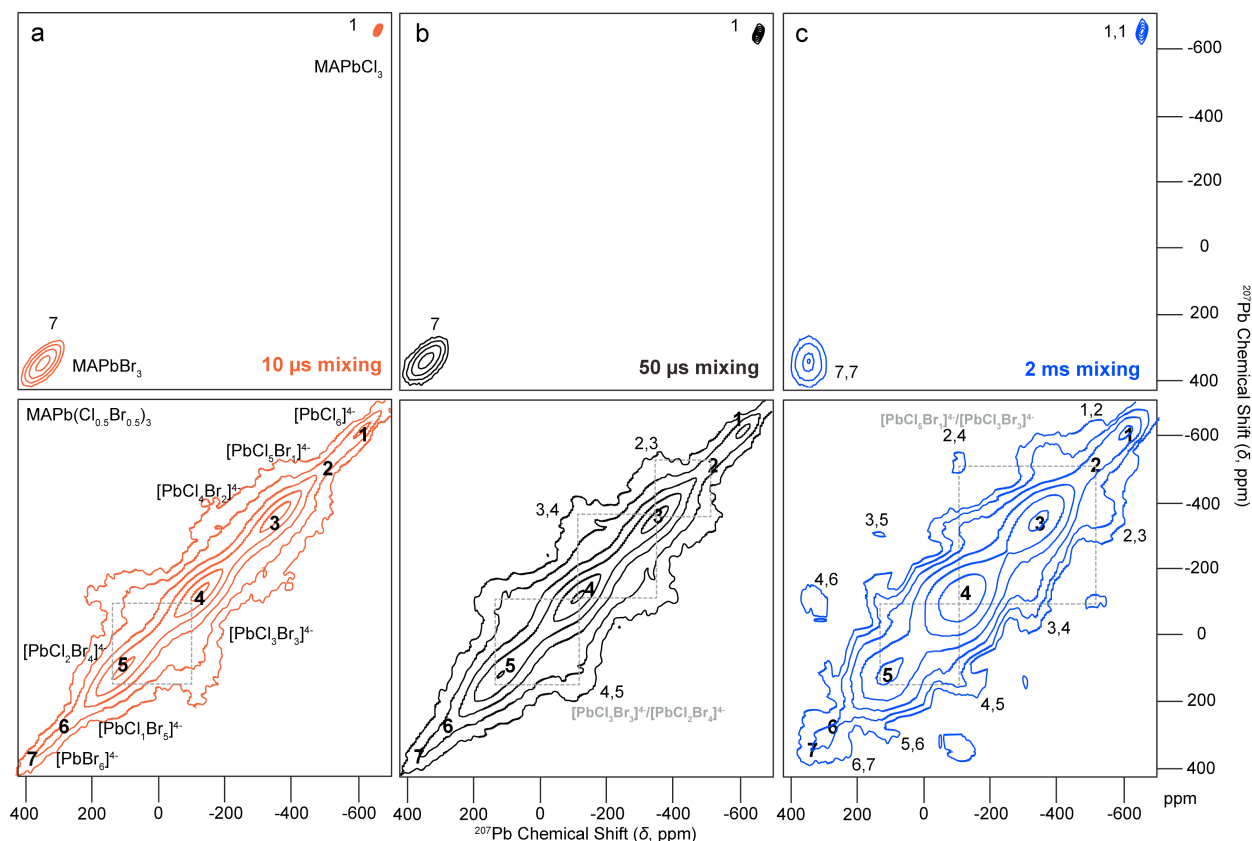 a
1
MAPbCl3
7
MAPbBr3
10 µs mixing
b
1
7
50 µs mixing
c
1,1
7,7
2 ms mixing
-600
-400
-200
0
200
400
MAPb(Cl0.5Br0.5)3
[PbCl6]4-
1
[PbCl5Br1]4-
2
[PbCl4Br2]4-
3
4
[PbCl3Br3]4-
[PbCl2Br4]4-
5
6
[PbCl1Br5]4-
7
[PbBr6]4-
1
2,3
2
3,4
3
4
5
4,5
[PbCl3Br3]4-/[PbCl2Br4]4-
6
7
[PbCl5Br1]4-/[PbCl3Br3]4-
1,2
1
2,4
2
3,5
3
2,3
4,6
4
3,4
5
4,5
6
5,6
7
6,7
-600
-400
-200
0
200
400
ppm
207Pb Chemical Shift (δ, ppm)
400 200 0 -200 -400 -600
400 200 0 -200 -400 -600
400 200 0 -200 -400 -600
207Pb Chemical Shift (δ, ppm)